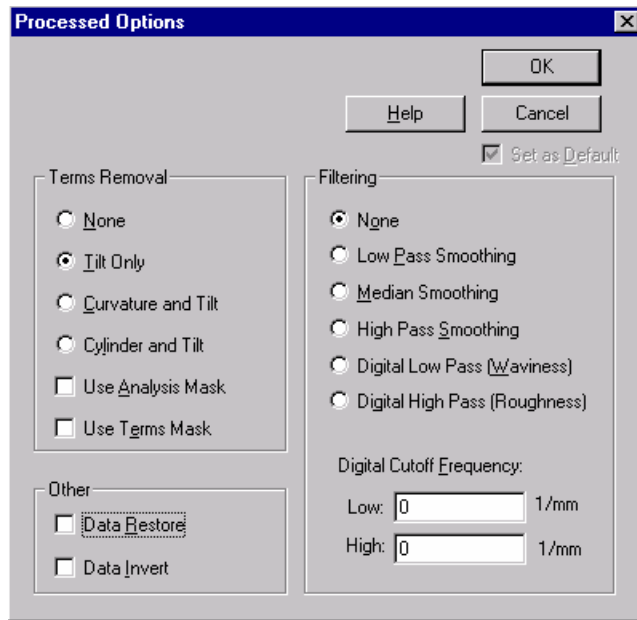 Processed Options
OK
Help
Cancel
Set as Default
Terms Removal
None
Tilt Only
Curvature and Tilt
Cylinder and Tilt
Use Analysis Mask
Use Terms Mask
Other
Data Restore
Data Invert
Filtering
None
Low Pass Smoothing
Median Smoothing
High Pass Smoothing
Digital Low Pass (Waviness)
Digital High Pass (Roughness)
Digital Cutoff Frequency:
Low: 0 1/mm
High: 0 1/mm